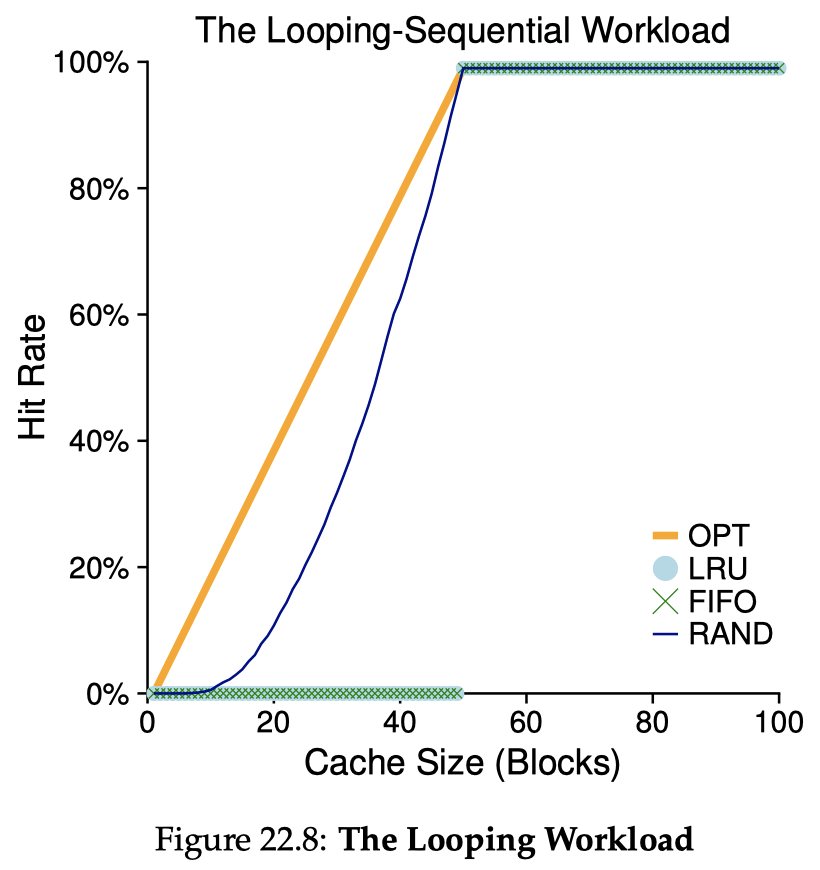 The Looping-Sequential Workload
100%
80%
60%
40%
20%
0%
Hit Rate
OPT
LRU
FIFO
RAND
0 20 40 60 80 100
Cache Size (Blocks)
Figure 22.8: The Looping Workload